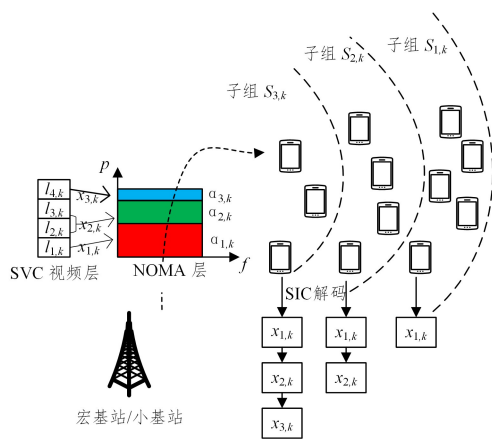 子组 S1,k
子组 S2,k
子组 S3,k
p
l4,k
l3,k
l2,k
l1,k
x3,k
x2,k
x1,k
α3,k
α2,k
α1,k
SVC 视频层
NOMA 层
f
SIC解码
x1,k
x1,k
x1,k
x2,k
x2,k
x3,k
宏基站/小基站